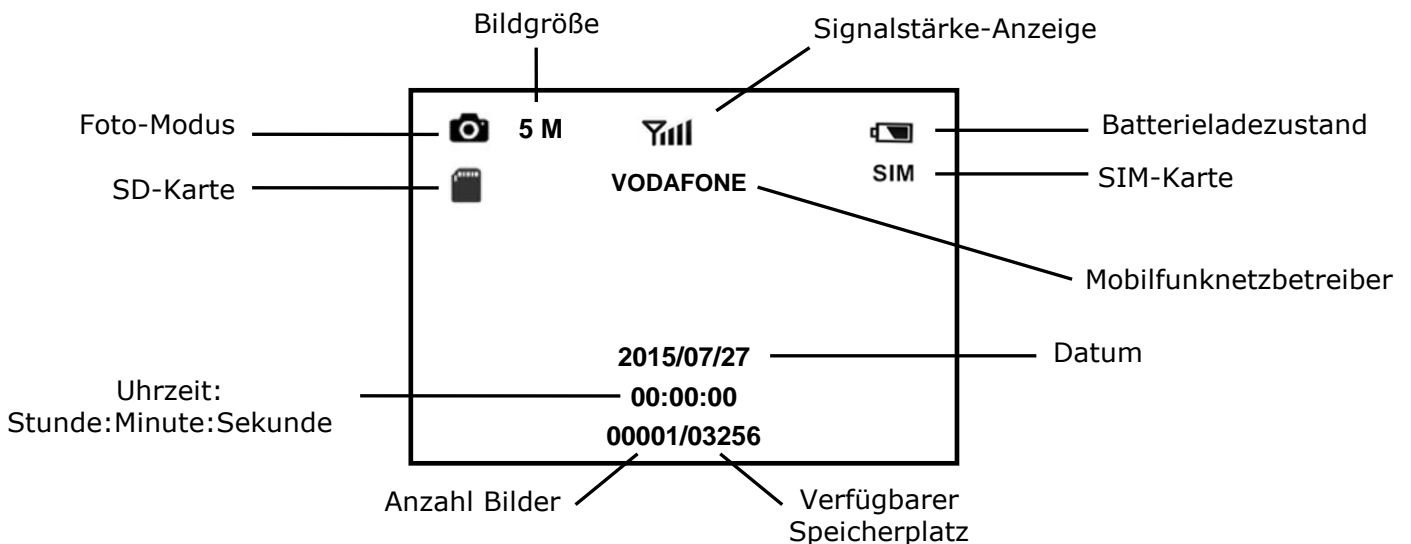 Bildgröße
Signalstärke-Anzeige
Foto-Modus
5 M
Batterieladezustand
SD-Karte
VODAFONE
SIM
SIM-Karte
Mobilfunknetzbetreiber
2015/07/27
Datum
Uhrzeit:
Stunde:Minute:Sekunde
00:00:00
00001/03256
Anzahl Bilder
Verfügbarer
Speicherplatz